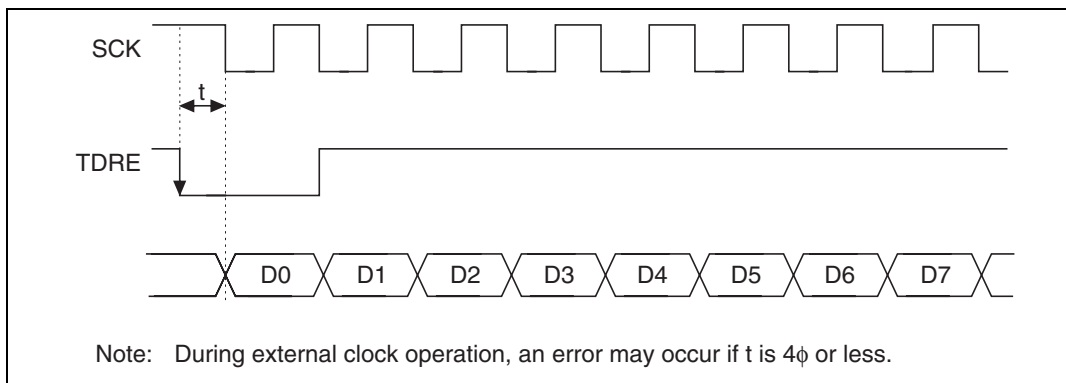 SCK
t
TDRE
D0 D1 D2 D3 D4 D5 D6 D7
Note: During external clock operation, an error may occur if t is 4ϕ or less.